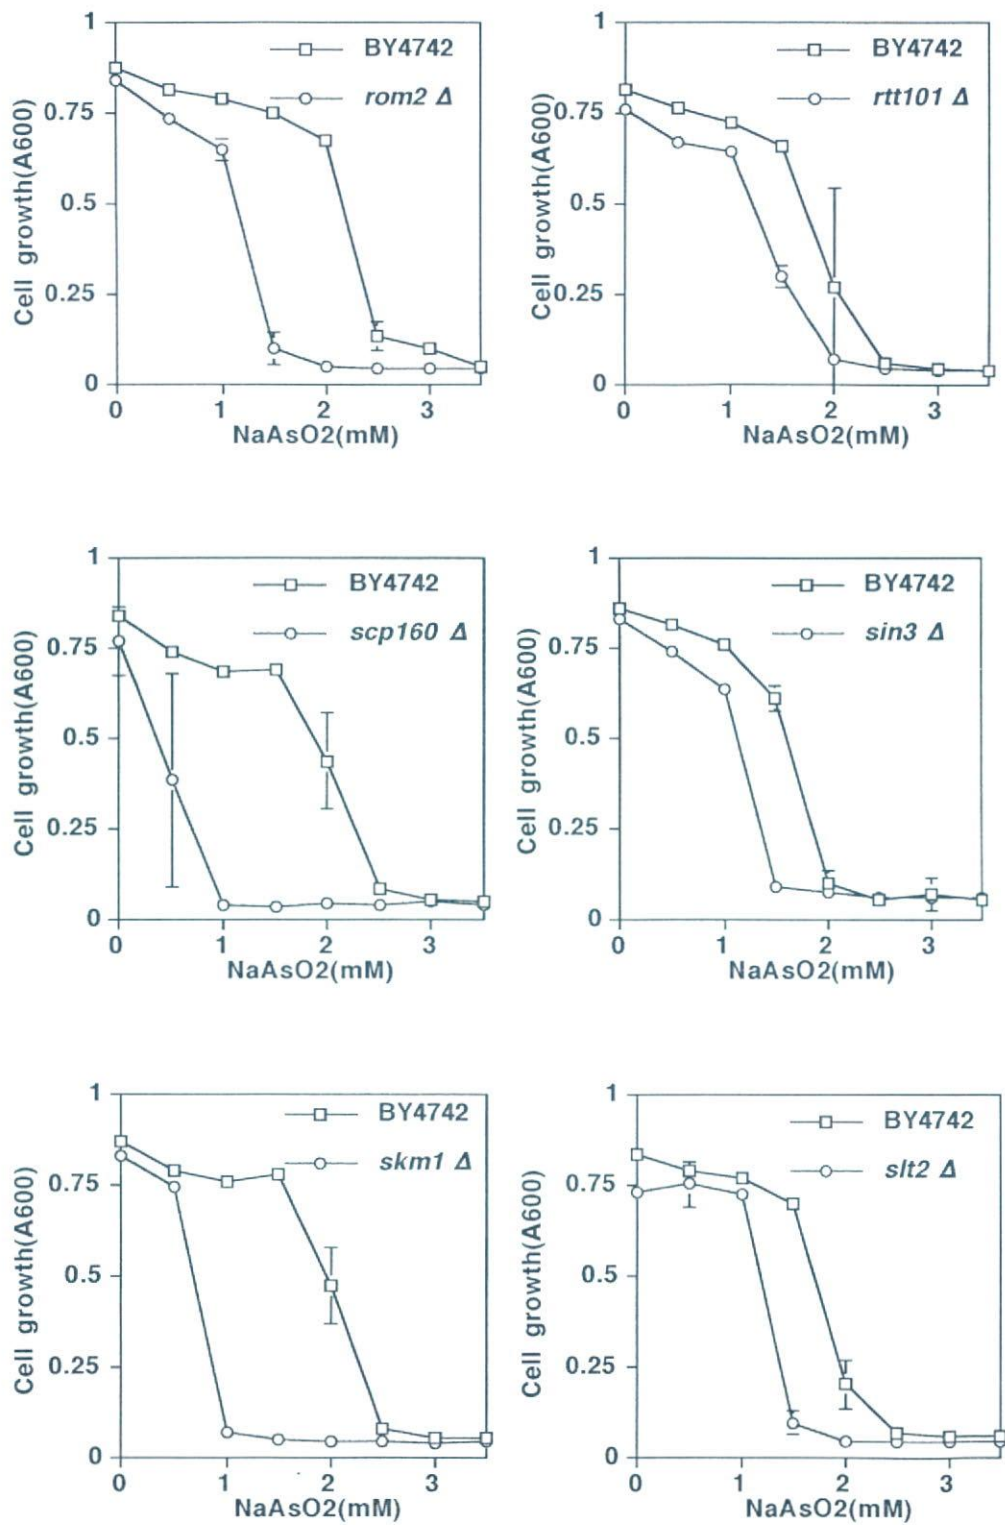 1
BY4742
rom2 Δ
0.75
0.5
0.25
0
Cell growth(A600)
0 1 2 3
NaAsO2(mM)
1
BY4742
rtt101 Δ
0.75
0.5
0.25
0
Cell growth(A600)
0 1 2 3
NaAsO2(mM)
1
BY4742
scp160 Δ
0.75
0.5
0.25
0
Cell growth(A600)
0 1 2 3
NaAsO2(mM)
1
BY4742
sin3 Δ
0.75
0.5
0.25
0
Cell growth(A600)
0 1 2 3
NaAsO2(mM)
1
BY4742
skm1 Δ
0.75
0.5
0.25
0
Cell growth(A600)
0 1 2 3
NaAsO2(mM)
1
BY4742
slt2 Δ
0.75
0.5
0.25
0
Cell growth(A600)
0 1 2 3
NaAsO2(mM)